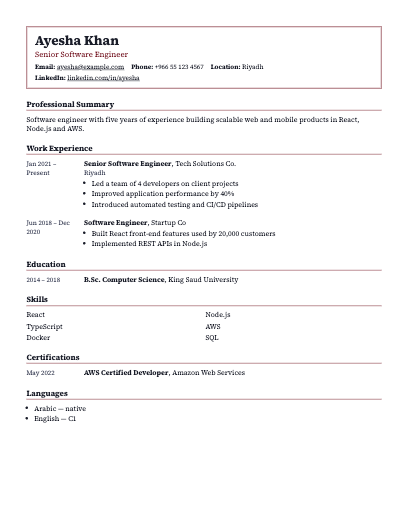 Ayesha Khan
Senior Software Engineer
Email: ayesha@example.com Phone: +966 55 123 4567 Location: Riyadh
LinkedIn: linkedin.com/in/ayesha
Professional Summary
Software engineer with five years of experience building scalable web and mobile products in React,
Node.js and AWS.
Work Experience
Jan 2021 – Present
Senior Software Engineer, Tech Solutions Co.
Riyadh
• Led a team of 4 developers on client projects
• Improved application performance by 40%
• Introduced automated testing and CI/CD pipelines
Jun 2018 – Dec 2020
Software Engineer, Startup Co
• Built React front-end features used by 20,000 customers
• Implemented REST APIs in Node.js
Education
2014 – 2018 B.Sc. Computer Science, King Saud University
Skills
React Node.js
TypeScript AWS
Docker SQL
Certifications
May 2022 AWS Certified Developer, Amazon Web Services
Languages
• Arabic — native
• English — C1